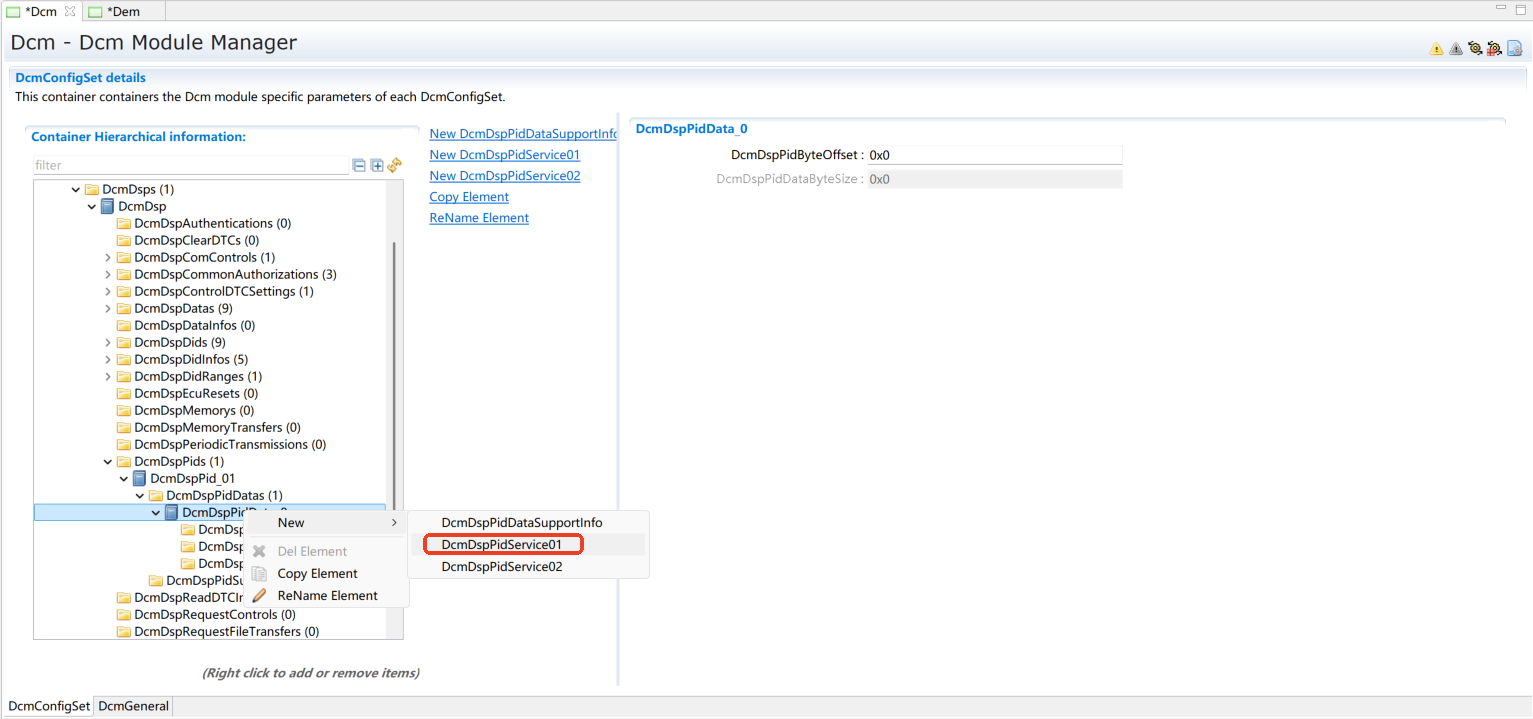 *Dcm
*Dem
Dcm - Dcm Module Manager
DcmConfigSet details
This container containers the Dcm module specific parameters of each DcmConfigSet.
Container Hierarchical information:
filter
DcmDsps (1)
DcmDsp
DcmDspAuthentications (0)
DcmDspClearDTCs (0)
DcmDspComControls (1)
DcmDspCommonAuthorizations (3)
DcmDspControlDTCSettings (1)
DcmDspDatas (9)
DcmDspDataInfos (0)
DcmDspDids (9)
DcmDspDidInfos (5)
DcmDspDidRanges (1)
DcmDspEcuResets (0)
DcmDspMemorys (0)
DcmDspMemoryTransfers (0)
DcmDspPeriodicTransmissions (0)
DcmDspPids (1)
DcmDspPid_01
DcmDspPidDatas (1)
DcmDspPid
DcmDsp
DcmDsp
DcmDsp
DcmDspPidSu
DcmDspReadDTCIn
DcmDspRequestControls (0)
DcmDspRequestFileTransfers (0)
New
Del Element
Copy Element
ReName Element
DcmDspPidDataSupportInfo
DcmDspPidService01
DcmDspPidService02
(Right click to add or remove items)
New DcmDspPidDataSupportInfo
New DcmDspPidService01
New DcmDspPidService02
Copy Element
ReName Element
DcmDspPidData_0
DcmDspPidByteOffset : 0x0
DcmDspPidDataByteSize : 0x0
DcmConfigSet
DcmGeneral